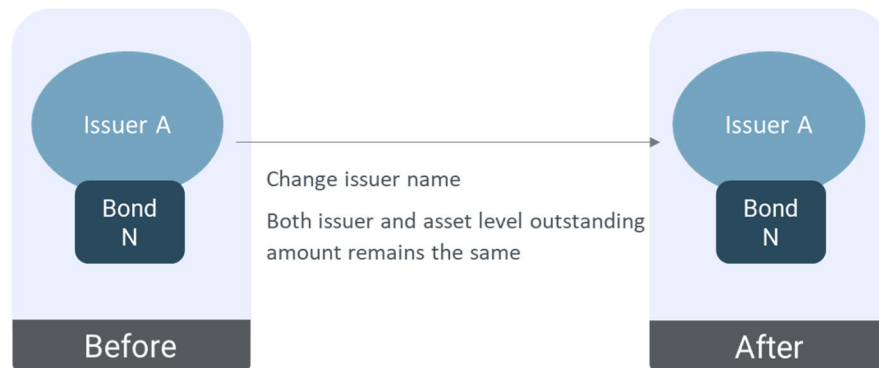 Issuer A
Bond
N
Before
Change issuer name
Both issuer and asset level outstanding
amount remains the same
Issuer A
Bond
N
After